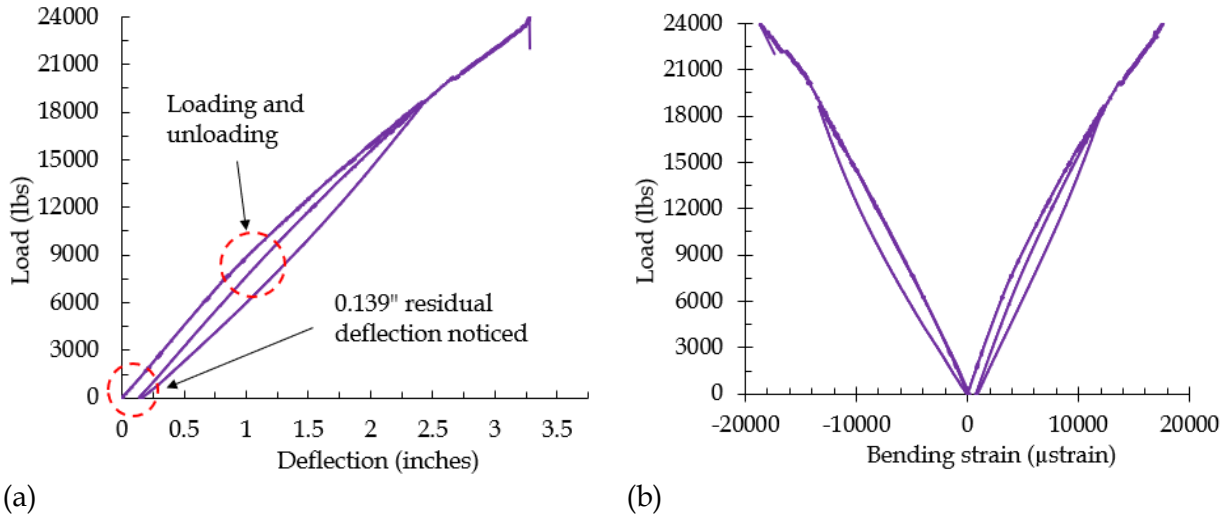 24000
21000
18000
15000
12000
9000
6000
3000
0
Load (lbs)
Loading and
unloading
0.139" residual
deflection noticed
0 0.5 1 1.5 2 2.5 3 3.5
Deflection (inches)
(a)
24000
21000
18000
15000
12000
9000
6000
3000
0
Load (lbs)
-20000 -10000 0 10000 20000
Bending strain (µstrain)
(b)